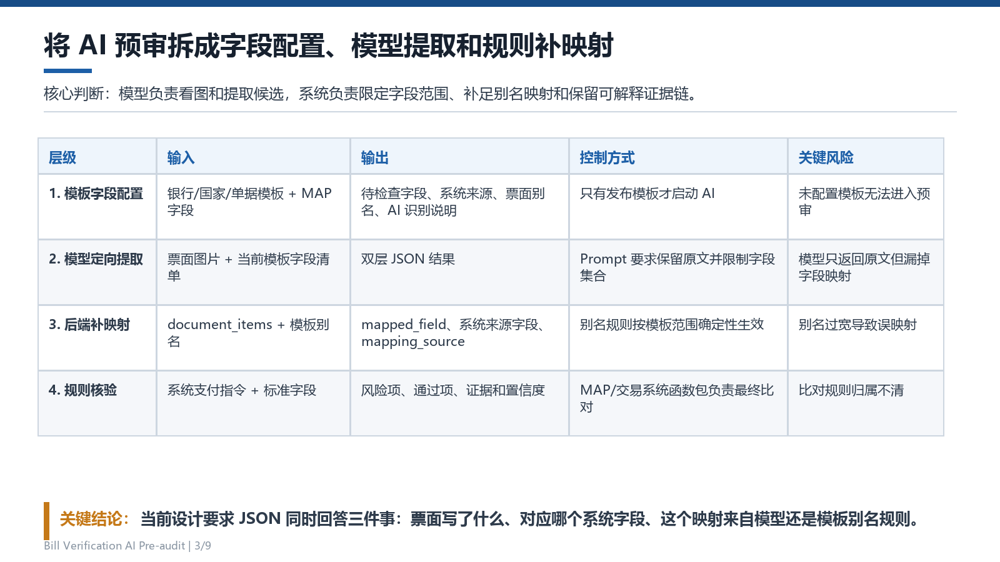 将 AI 预审拆成字段配置、模型提取和规则补映射
核心判断：模型负责看图和提取候选，系统负责限定字段范围、补足别名映射和保留可解释证据链。
层级
输入
输出
控制方式
关键风险
1. 模板字段配置
银行/国家/单据模板 + MAP
字段
待检查字段、系统来源、票面别
名、AI 识别说明
只有发布模板才启动 AI
未配置模板无法进入预
审
2. 模型定向提取
票面图片 + 当前模板字段清
单
双层 JSON 结果
Prompt 要求保留原文并限制字段
集合
模型只返回原文但漏掉
字段映射
3. 后端补映射
document_items + 模板别
名
mapped_field、系统来源字段、
mapping_source
别名规则按模板范围确定性生效
别名过宽导致误映射
4. 规则核验
系统支付指令 + 标准字段
风险项、通过项、证据和置信度
MAP/交易系统函数包负责最终比
对
比对规则归属不清
关键结论： 当前设计要求 JSON 同时回答三件事：票面写了什么、对应哪个系统字段、这个映射来自模型还是模板别名规则。
Bill Verification AI Pre-audit | 3/9